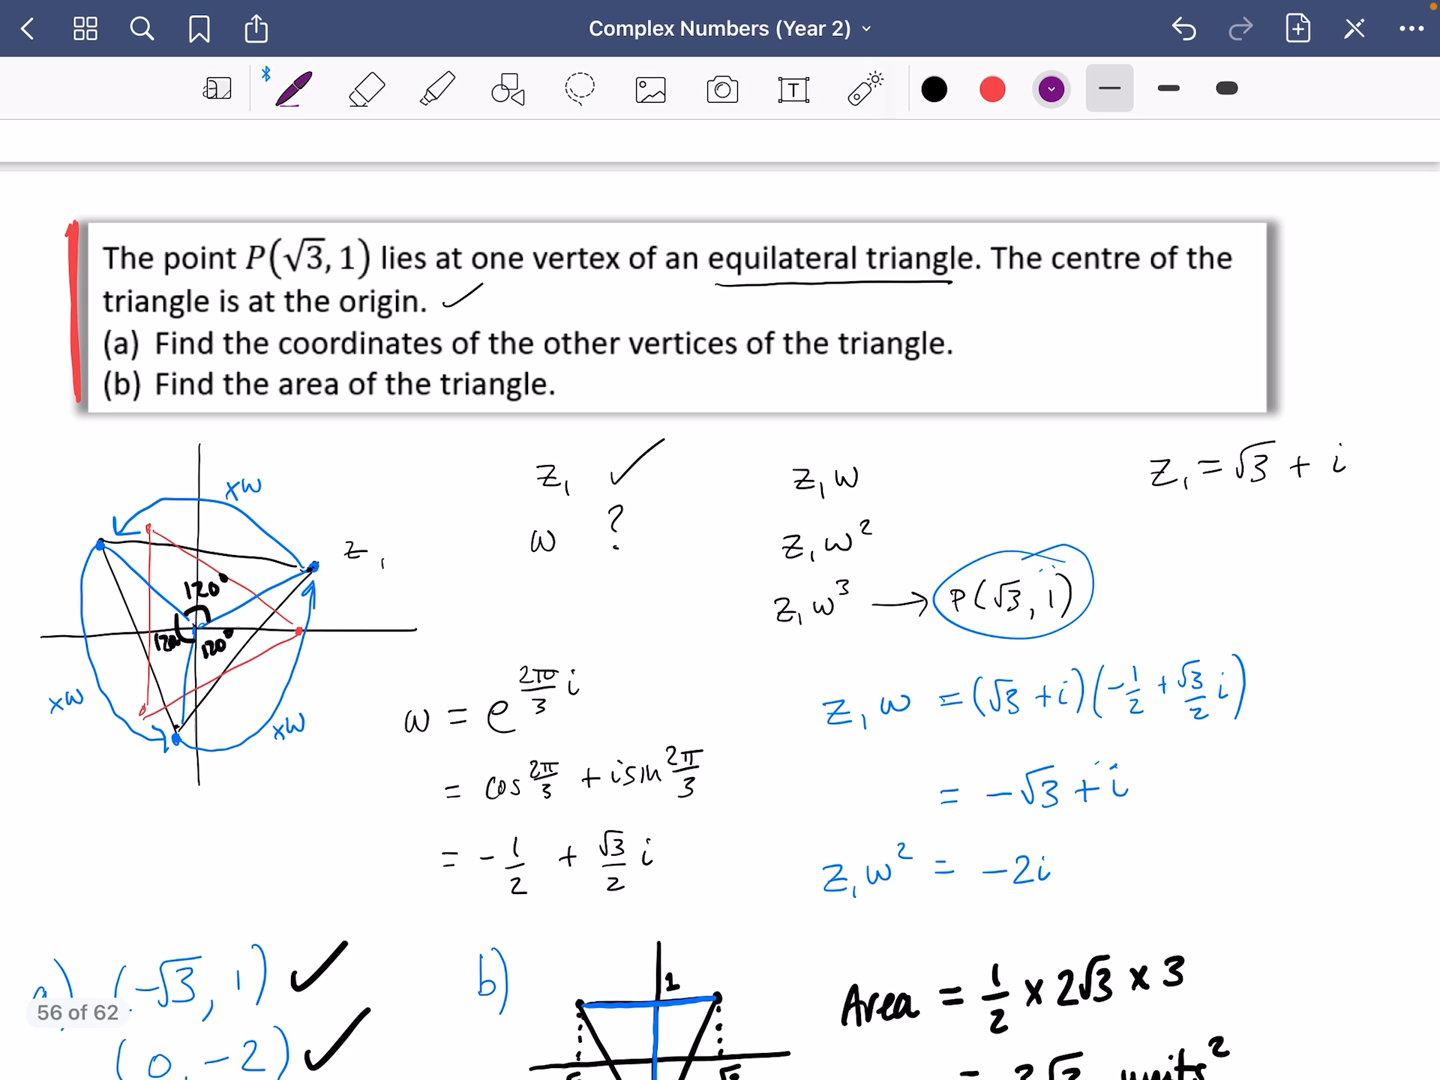 Complex Numbers (Year 2)
The point P(√3, 1) lies at one vertex of an equilateral triangle. The centre of the
triangle is at the origin.
(a) Find the coordinates of the other vertices of the triangle.
(b) Find the area of the triangle.
z₁ = √3 + i
z₁ ✓
ω ?
z₁ω
z₁ω²
z₁ω³ → P(√3, 1)
×ω
z₁
120°
120
120°
×ω
×ω
ω = e^(2π/3 i)
= cos 2π/3 + i sin 2π/3
= -1/2 + √3/2 i
z₁ω = (√3 + i)(-1/2 + √3/2 i)
= -√3 + i
z₁ω² = -2i
a) (-√3, 1) ✓
(0, -2) ✓
56 of 62
b)
1
Area = 1/2 × 2√3 × 3
= 3√3 units²